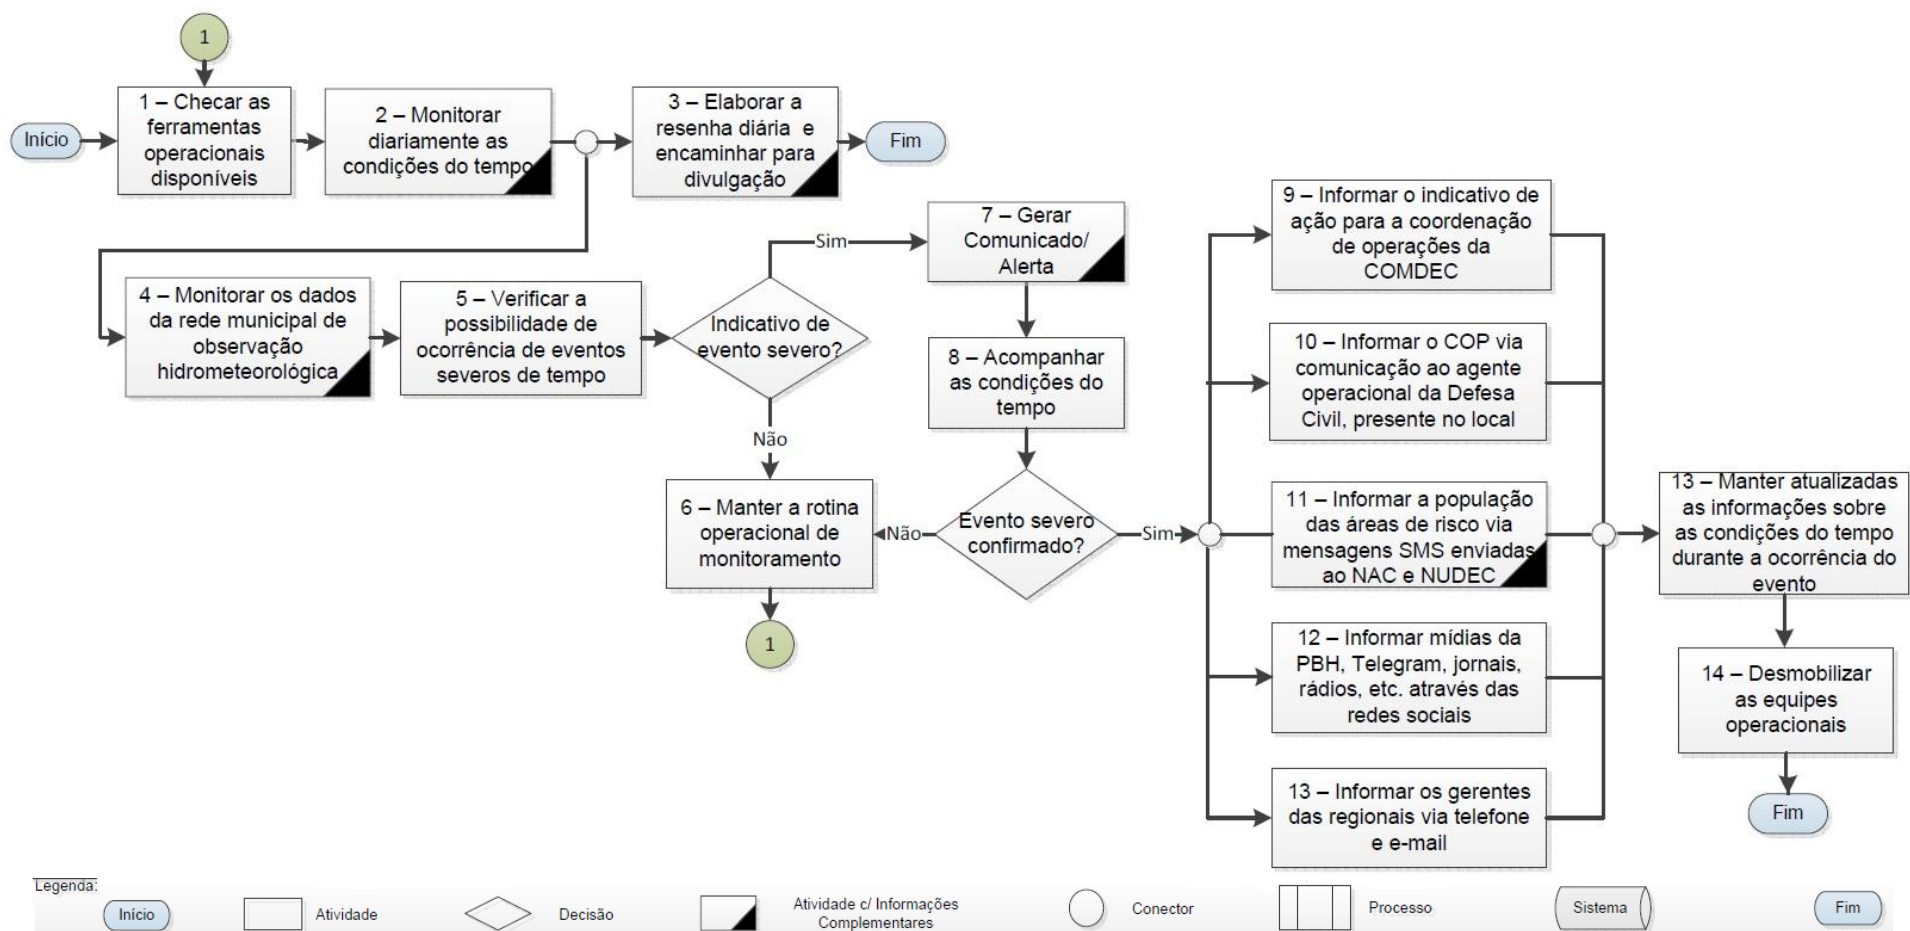 1
Início
1 – Checar as
ferramentas
operacionais
disponíveis
2 – Monitorar
diariamente as
condições do tempo
3 – Elaborar a
resenha diária e
encaminhar para
divulgação
Fim
4 – Monitorar os dados
da rede municipal de
observação
hidrometeorológica
5 – Verificar a
possibilidade de
ocorrência de eventos
severos de tempo
Indicativo de
evento severo?
Sim
Não
6 – Manter a rotina
operacional de
monitoramento
1
7 – Gerar
Comunicado/
Alerta
8 – Acompanhar
as condições do
tempo
Evento severo
confirmado?
Não
Sim
9 – Informar o indicativo de
ação para a coordenação
de operações da
COMDEC
10 – Informar o COP via
comunicação ao agente
operacional da Defesa
Civil, presente no local
11 – Informar a população
das áreas de risco via
mensagens SMS enviadas
ao NAC e NUDEC
12 – Informar mídias da
PBH, Telegram, jornais,
rádios, etc. através das
redes sociais
13 – Informar os gerentes
das regionais via telefone
e e-mail
13 – Manter atualizadas
as informações sobre
as condições do tempo
durante a ocorrência do
evento
14 – Desmobilizar
as equipes
operacionais
Fim
Legenda:
Início
Atividade
Decisão
Atividade c/ Informações
Complementares
Conector
Processo
Sistema
Fim